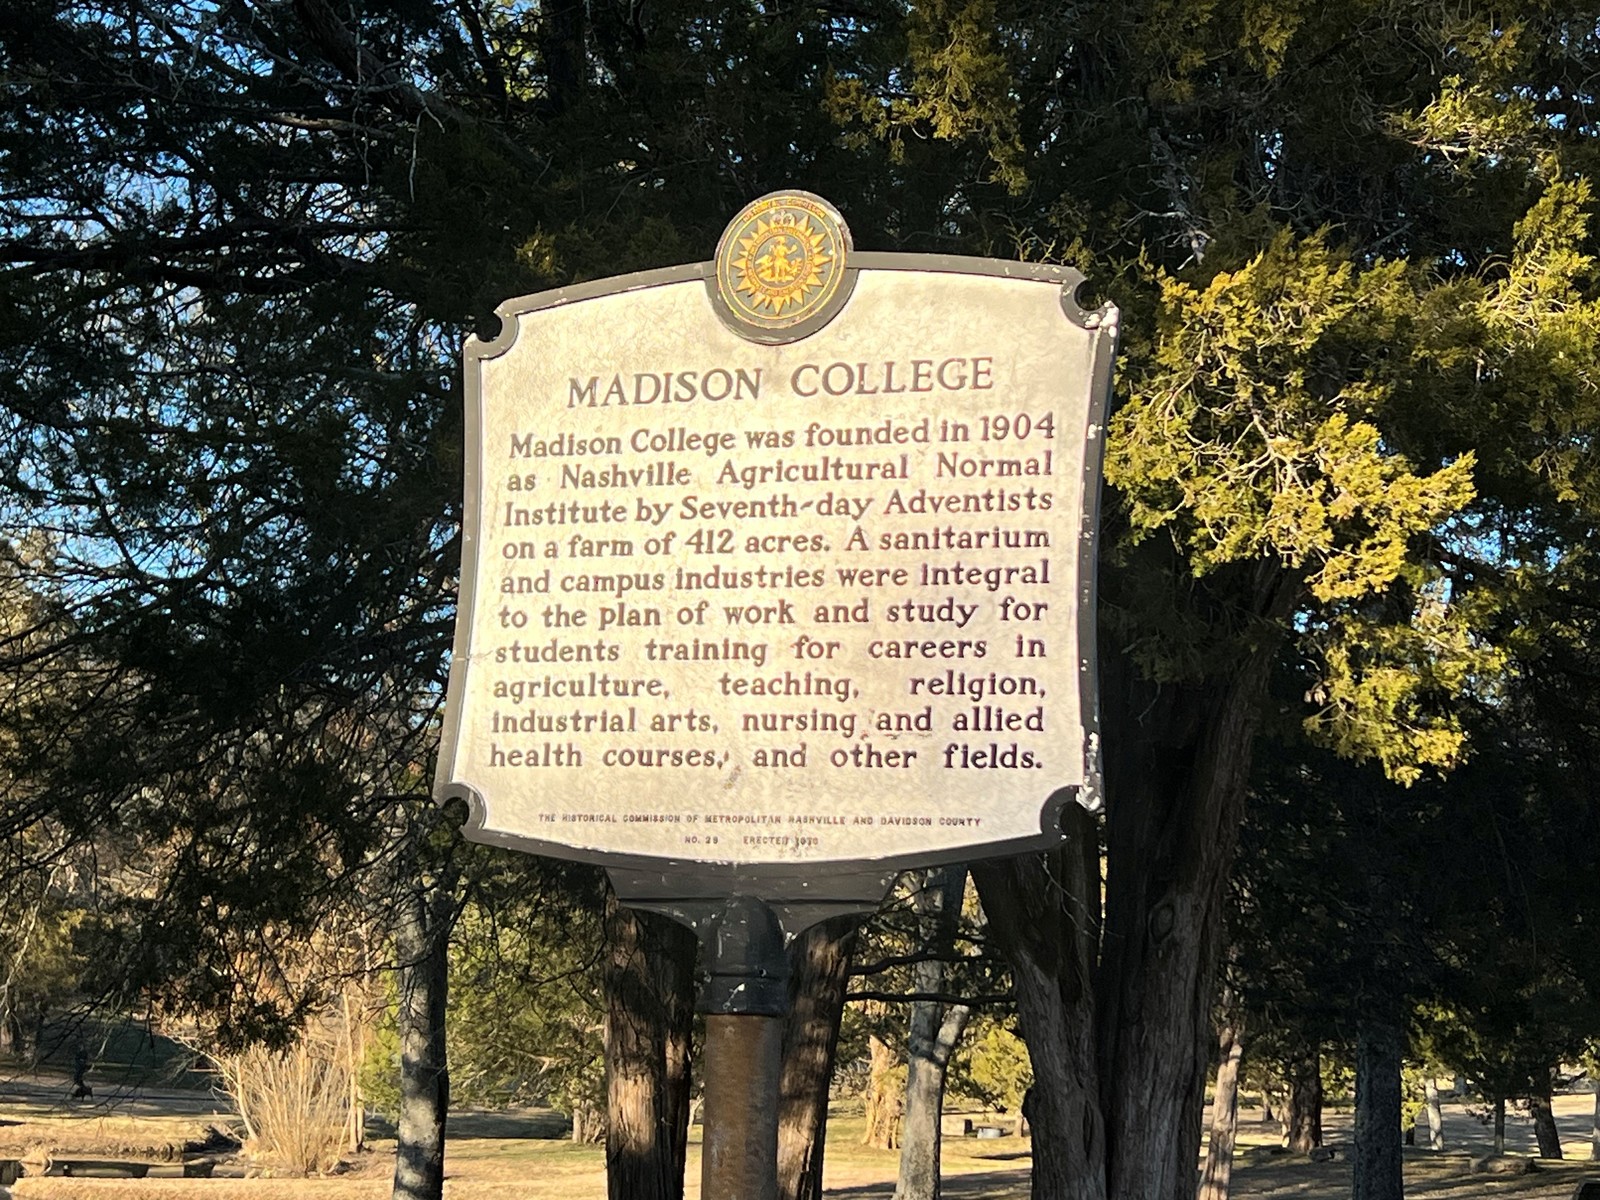 MADISON COLLEGE
Madison College was founded in 1904
as Nashville Agricultural Normal
Institute by Seventh-day Adventists
on a farm of 412 acres. A sanitarium
and campus industries were integral
to the plan of work and study for
students training for careers in
agriculture, teaching, religion,
industrial arts, nursing and allied
health courses, and other fields.
THE HISTORICAL COMMISSION OF METROPOLITAN NASHVILLE AND DAVIDSON COUNTY
NO. 29 ERECTED